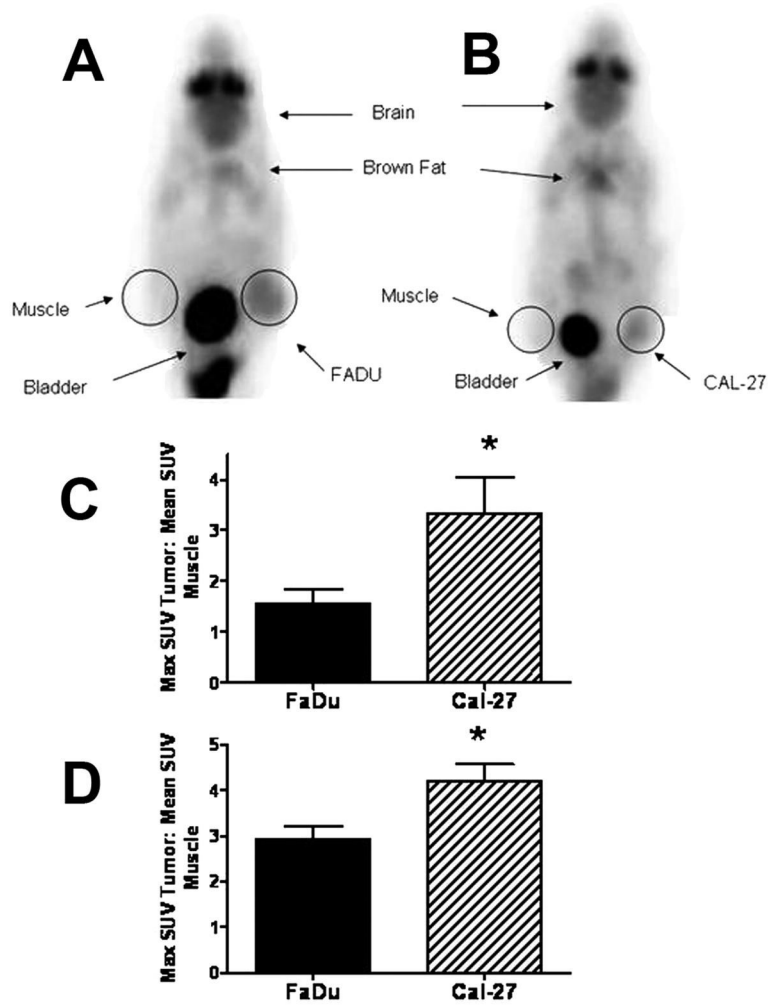 A
B
Brain
Brown Fat
Muscle
Bladder
FADU
Muscle
Bladder
CAL-27
C
Max SUV Tumor: Mean SUV
Muscle
4
3
2
1
0
*
FaDu
Cal-27
D
Max SUV Tumor: Mean SUV
Muscle
5
4
3
2
1
0
*
FaDu
Cal-27